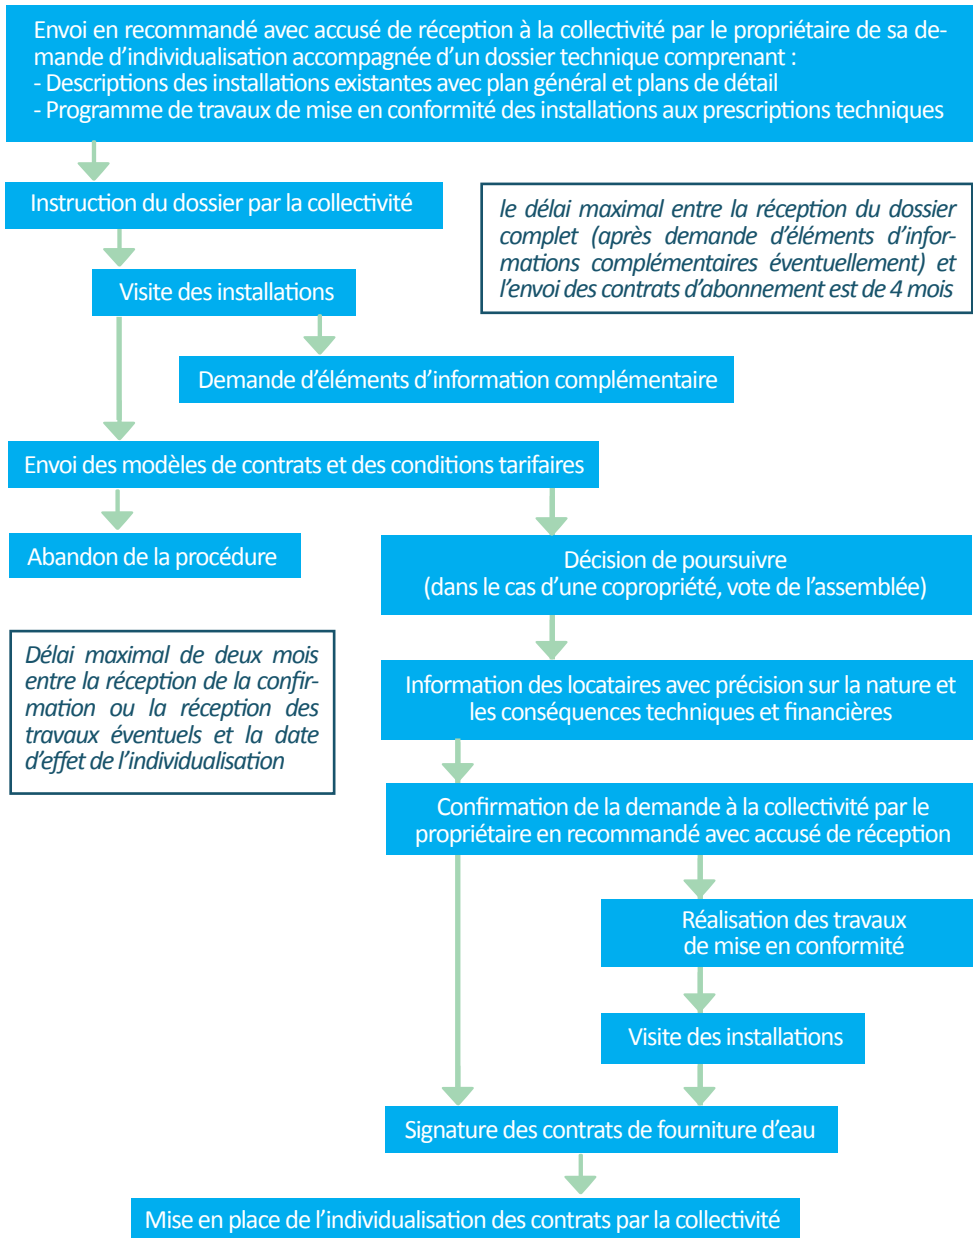 Envoi en recommandé avec accusé de réception à la collectivité par le propriétaire de sa de-
mande d’individualisation accompagnée d’un dossier technique comprenant :
- Descriptions des installations existantes avec plan général et plans de détail
- Programme de travaux de mise en conformité des installations aux prescriptions techniques
Instruction du dossier par la collectivité
le délai maximal entre la réception du dossier
complet (après demande d’éléments d’infor-
mations complémentaires éventuellement) et
l’envoi des contrats d’abonnement est de 4 mois
Visite des installations
Demande d’éléments d’information complémentaire
Envoi des modèles de contrats et des conditions tarifaires
Abandon de la procédure
Décision de poursuivre
(dans le cas d’une copropriété, vote de l’assemblée)
Délai maximal de deux mois
entre la réception de la confir-
mation ou la réception des
travaux éventuels et la date
d’effet de l’individualisation
Information des locataires avec précision sur la nature et
les conséquences techniques et financières
Confirmation de la demande à la collectivité par le
propriétaire en recommandé avec accusé de réception
Réalisation des travaux
de mise en conformité
Visite des installations
Signature des contrats de fourniture d’eau
Mise en place de l’individualisation des contrats par la collectivité